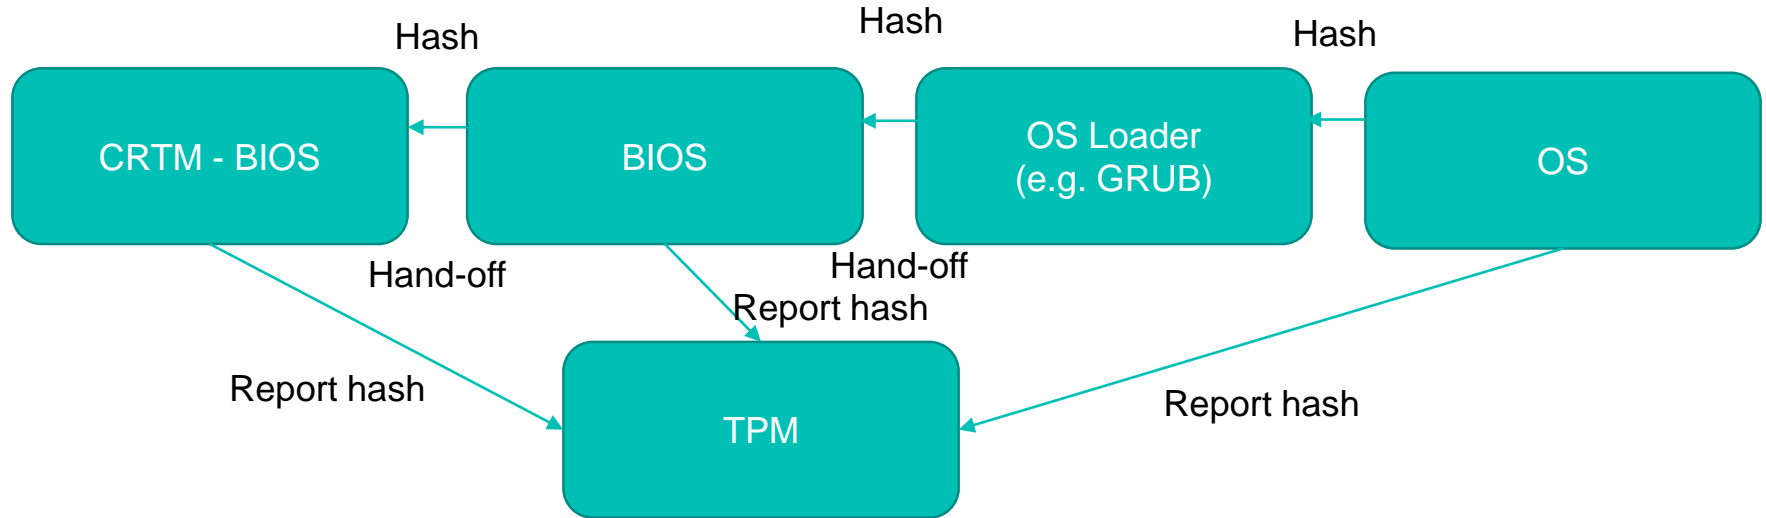 Hash
Hash
Hash
CRTM - BIOS
BIOS
OS Loader
(e.g. GRUB)
OS
Hand-off
Hand-off
Report hash
Report hash
Report hash
TPM